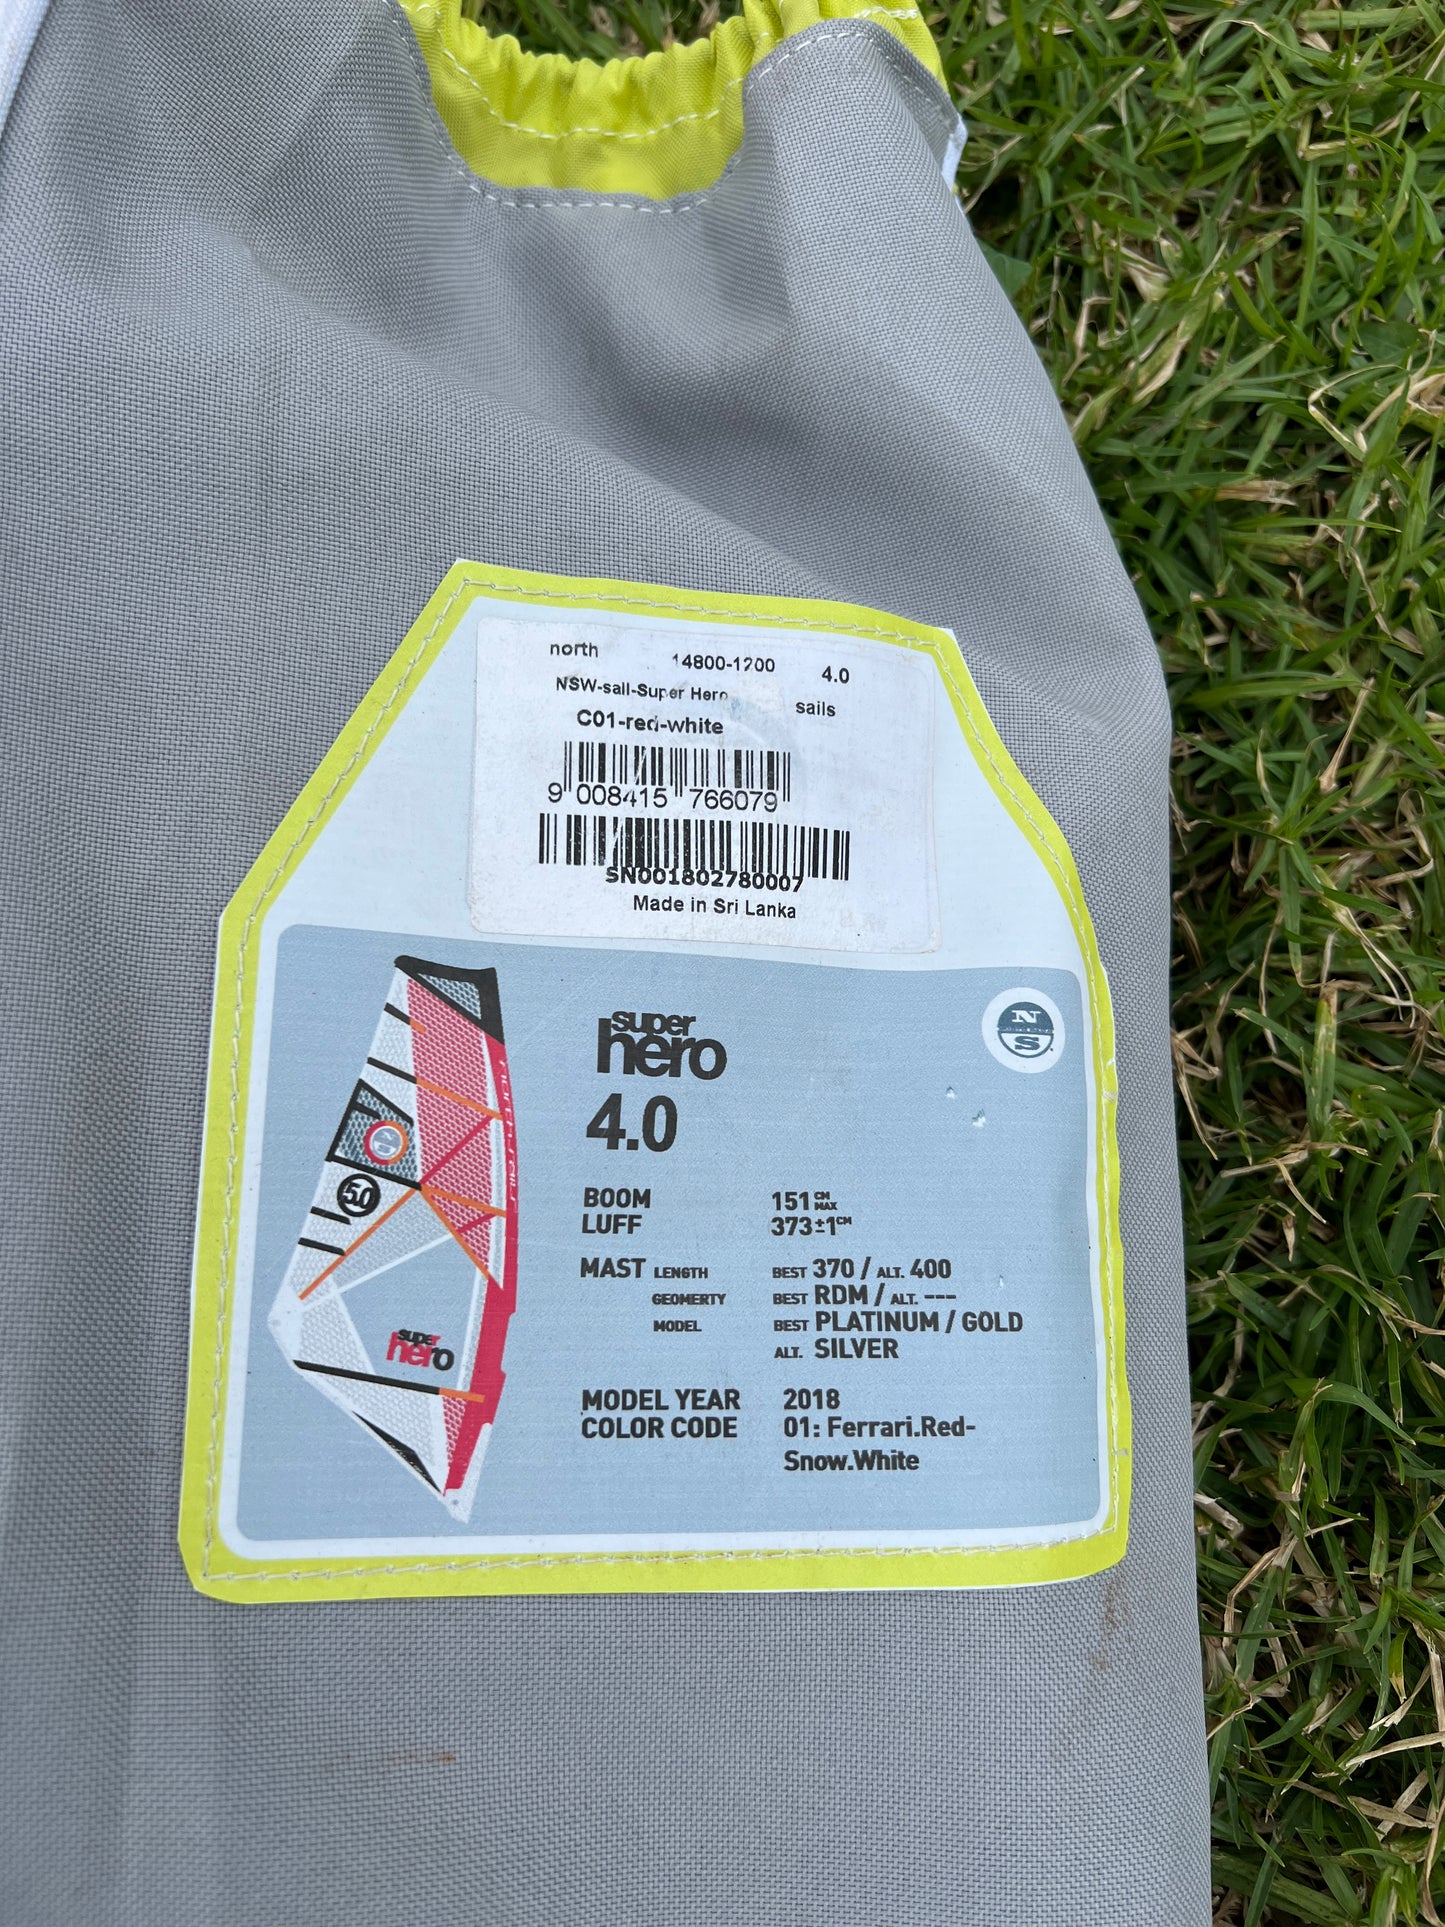 north 14800-1200 4.0
NSW-sail-Super Hero sails
C01-red-white
9 008415 766079
SN001802780007
Made in Sri Lanka
N
S
super
hero
4.0
BOOM 151 CM MAX
LUFF 373±1CM
MAST LENGTH BEST 370 / ALT. 400
GEOMERTY BEST RDM / ALT. ---
MODEL BEST PLATINUM / GOLD
ALT. SILVER
MODEL YEAR 2018
COLOR CODE 01: Ferrari.Red-
Snow.White
N
S
5.0
super
hero